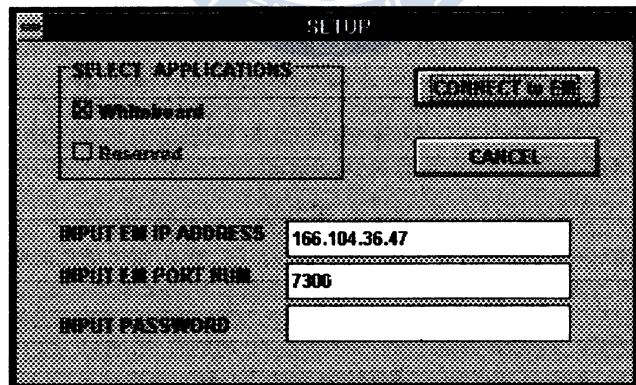 SETUP
SELECT APPLICATIONS
Whiteboard
Reserved
CONNECT to EM
CANCEL
INPUT EM IP ADDRESS
166.104.36.47
INPUT EM PORT NUM
7306
INPUT PASSWORD